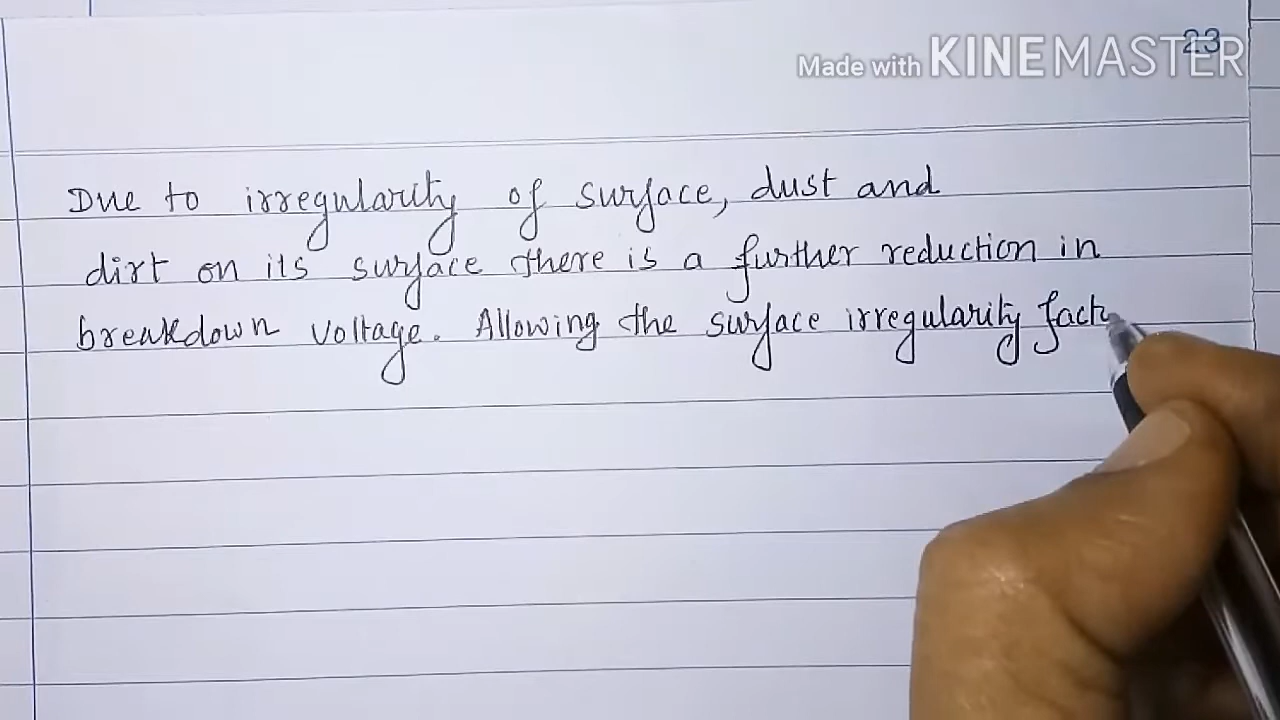 23
Made with KINEMASTER
Due to irregularity of surface, dust and
dirt on its surface there is a further reduction in
breakdown voltage. Allowing the surface irregularity facto